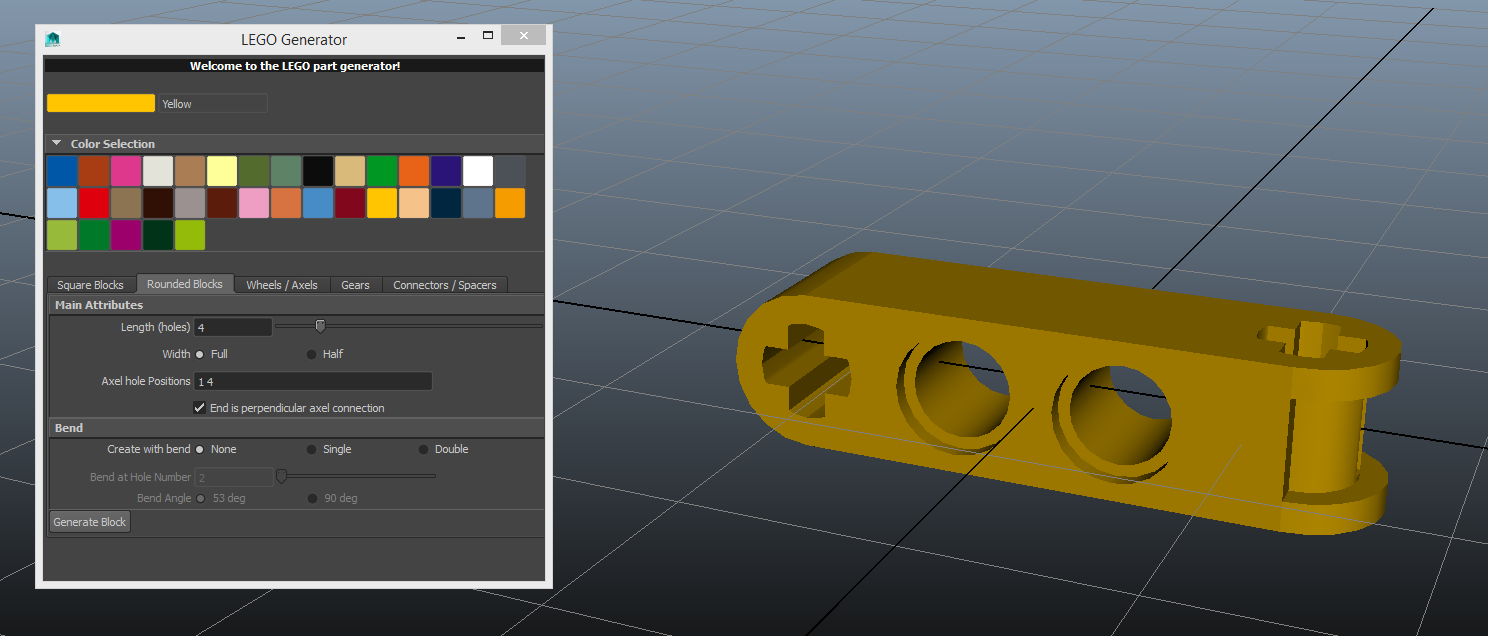 LEGO Generator
Welcome to the LEGO part generator!
Yellow
Color Selection
Square Blocks Rounded Blocks Wheels / Axels Gears Connectors / Spacers
Main Attributes
Length (holes) 4
Width Full Half
Axel hole Positions 1 4
End is perpendicular axel connection
Bend
Create with bend None Single Double
Bend at Hole Number 2
Bend Angle 53 deg 90 deg
Generate Block